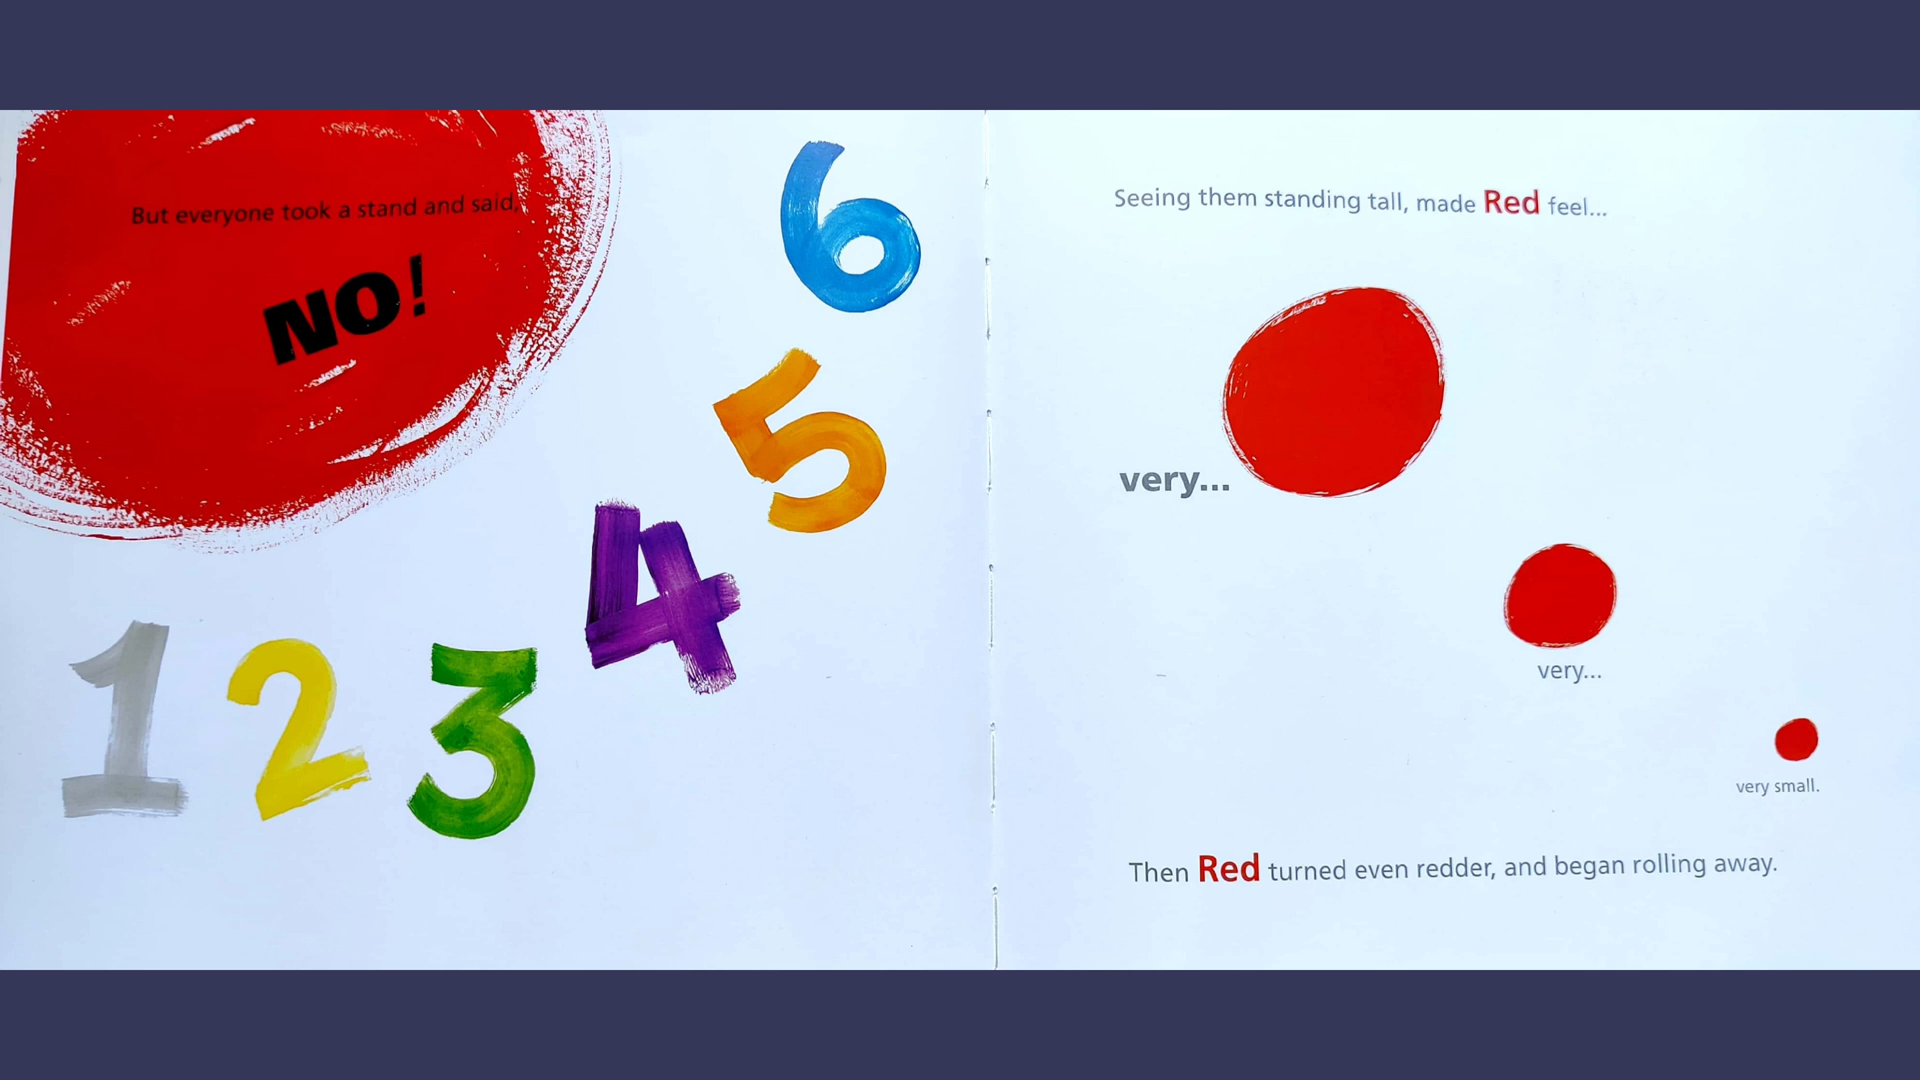 But everyone took a stand and said,
NO!
6
5
4
1 2 3
Seeing them standing tall, made Red feel...
very...
very...
very small.
Then Red turned even redder, and began rolling away.